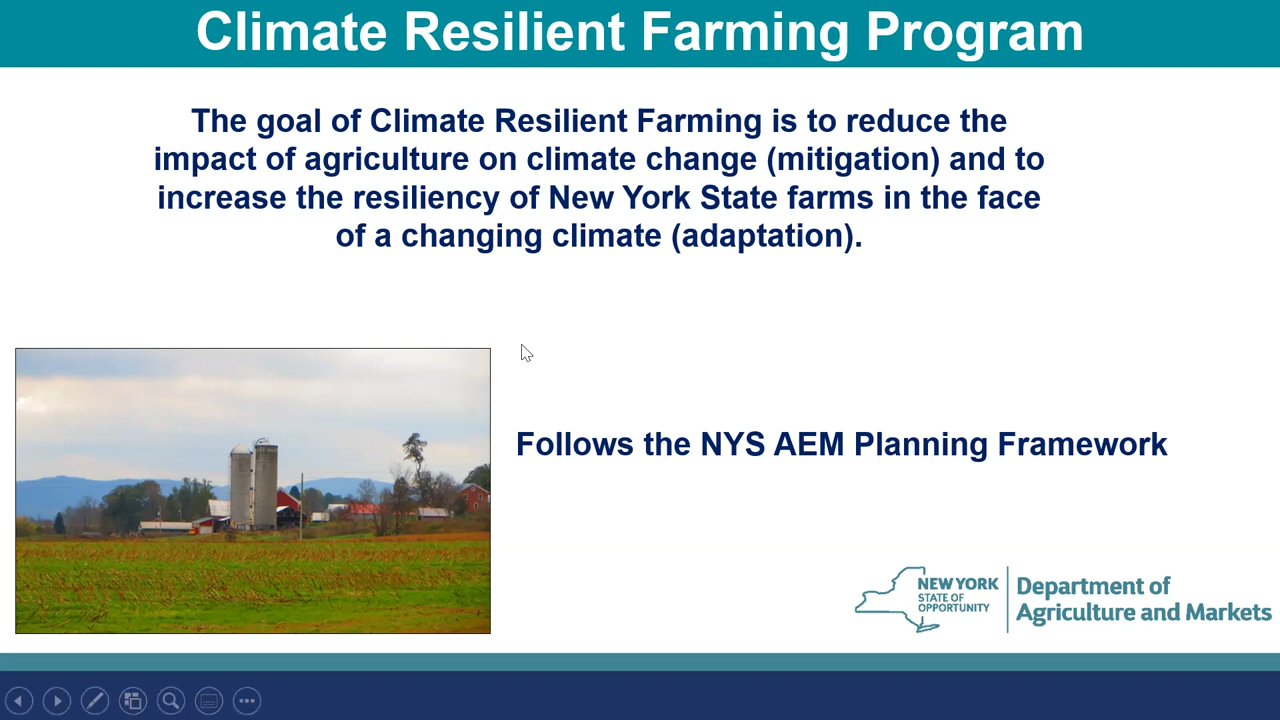 Climate Resilient Farming Program
The goal of Climate Resilient Farming is to reduce the
impact of agriculture on climate change (mitigation) and to
increase the resiliency of New York State farms in the face
of a changing climate (adaptation).
Follows the NYS AEM Planning Framework
NEW YORK
STATE OF
OPPORTUNITY
Department of
Agriculture and Markets